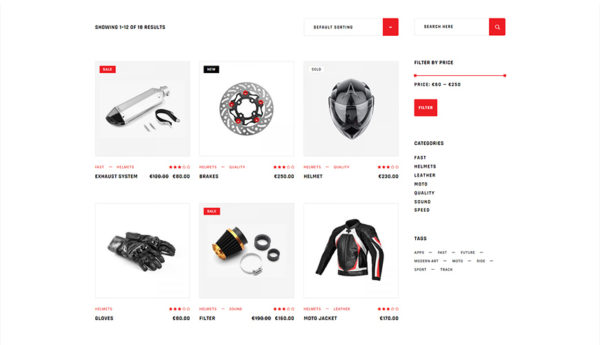 SHOWING 1–12 OF 18 RESULTS
DEFAULT SORTING
SEARCH HERE
SALE
NEW
SOLD
FAST — HELMETS
EXHAUST SYSTEM €100.00 €80.00
HELMETS — QUALITY
BRAKES €250.00
HELMETS — QUALITY
HELMET €230.00
SALE
HELMETS
GLOVES €80.00
HELMETS — SOUND
FILTER €190.00 €160.00
HELMETS — LEATHER
MOTO JACKET €170.00
FILTER BY PRICE
PRICE: €60 — €250
FILTER
CATEGORIES
FAST
HELMETS
LEATHER
MOTO
QUALITY
SOUND
SPEED
TAGS
APPS — FAST — FUTURE —
MODERN ART — MOTO — RIDE —
SPORT — TRACK